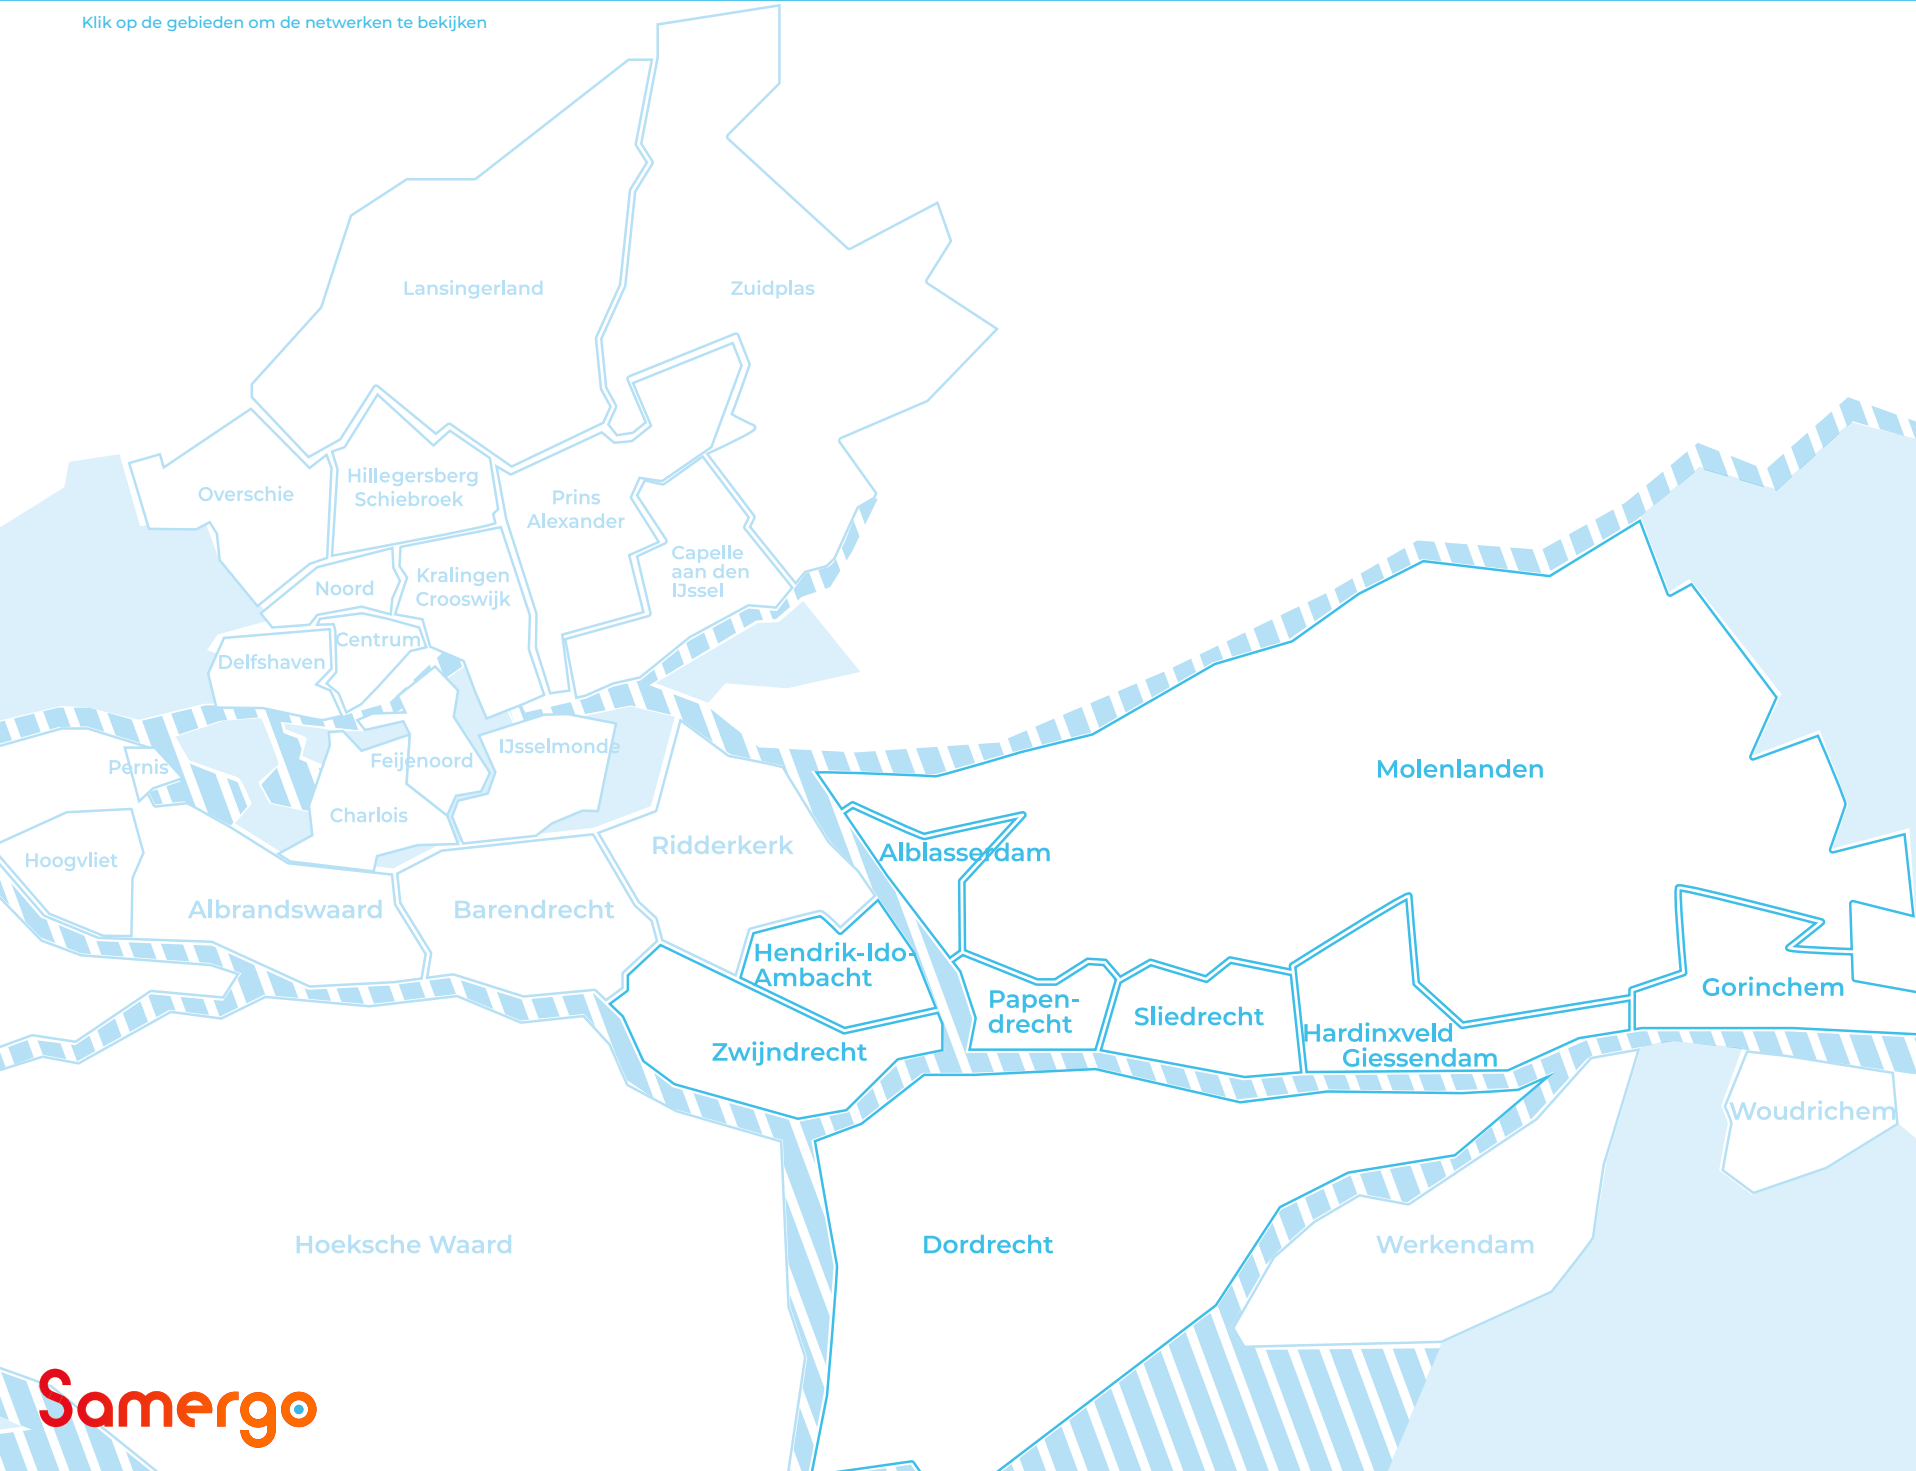 Klik op de gebieden om de netwerken te bekijken
Lansingerland
Zuidplas
Overschie
Hillegersberg
Schiebroek
Prins
Alexander
Capelle
aan den
IJssel
Noord
Kralingen
Crooswijk
Centrum
Delfshaven
IJsselmonde
Feijenoord
Pernis
Charlois
Molenlanden
Ridderkerk
Alblasserdam
Hoogvliet
Albrandswaard
Barendrecht
Hendrik-Ido-
Ambacht
Papen-
drecht
Sliedrecht
Gorinchem
Hardinxveld
Giessendam
Zwijndrecht
Woudrichem
Hoeksche Waard
Dordrecht
Werkendam
Samergo